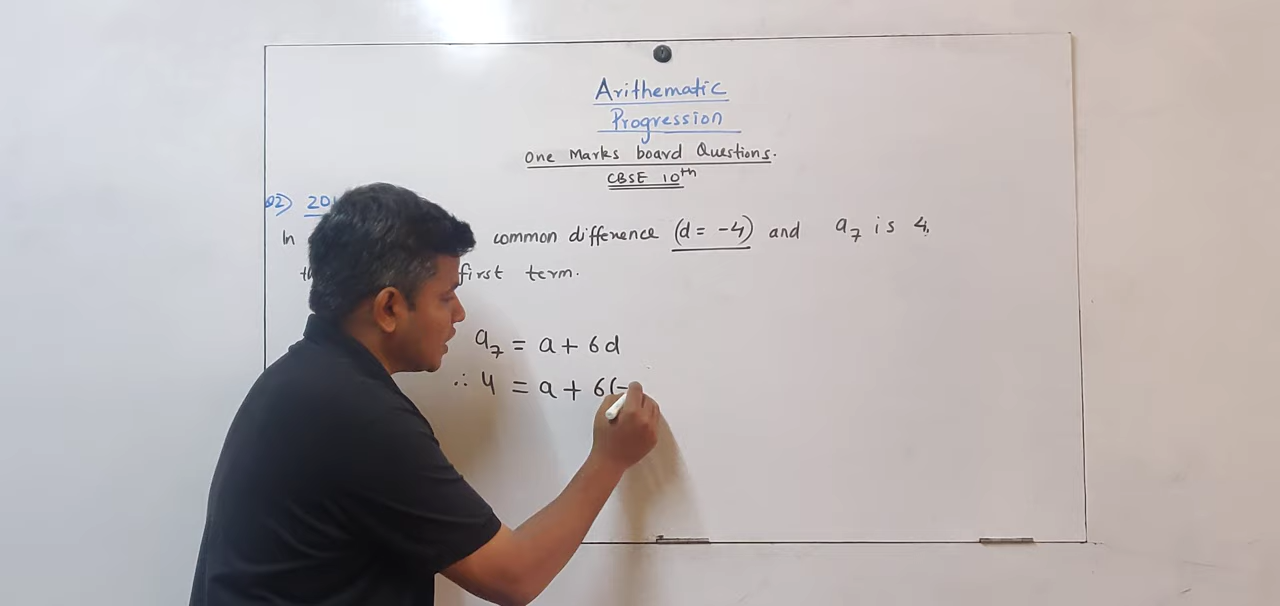 Arithematic
Progression
One Marks board Questions.
CBSE 10th
02) 20
In common difference (d = -4) and a7 is 4,
first term.
a7 = a + 6d
∴ 4 = a + 6(-